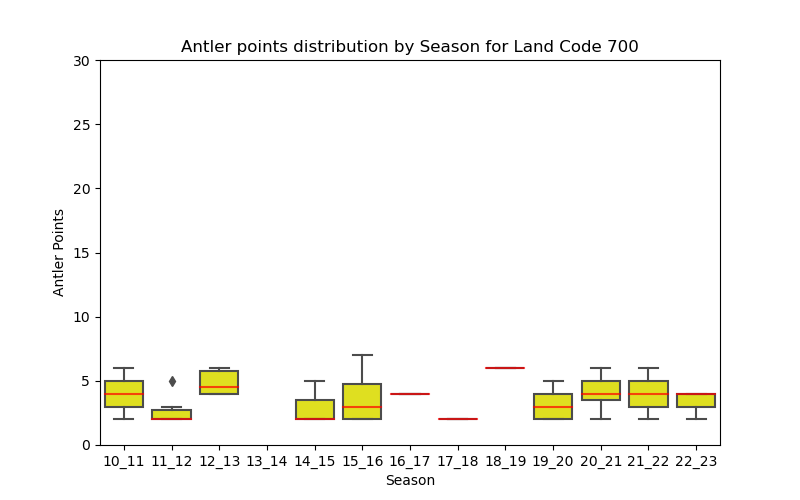 Antler points distribution by Season for Land Code 700
30
25
20
15
10
5
0
Antler Points
10_11 11_12 12_13 13_14 14_15 15_16 16_17 17_18 18_19 19_20 20_21 21_22 22_23
Season